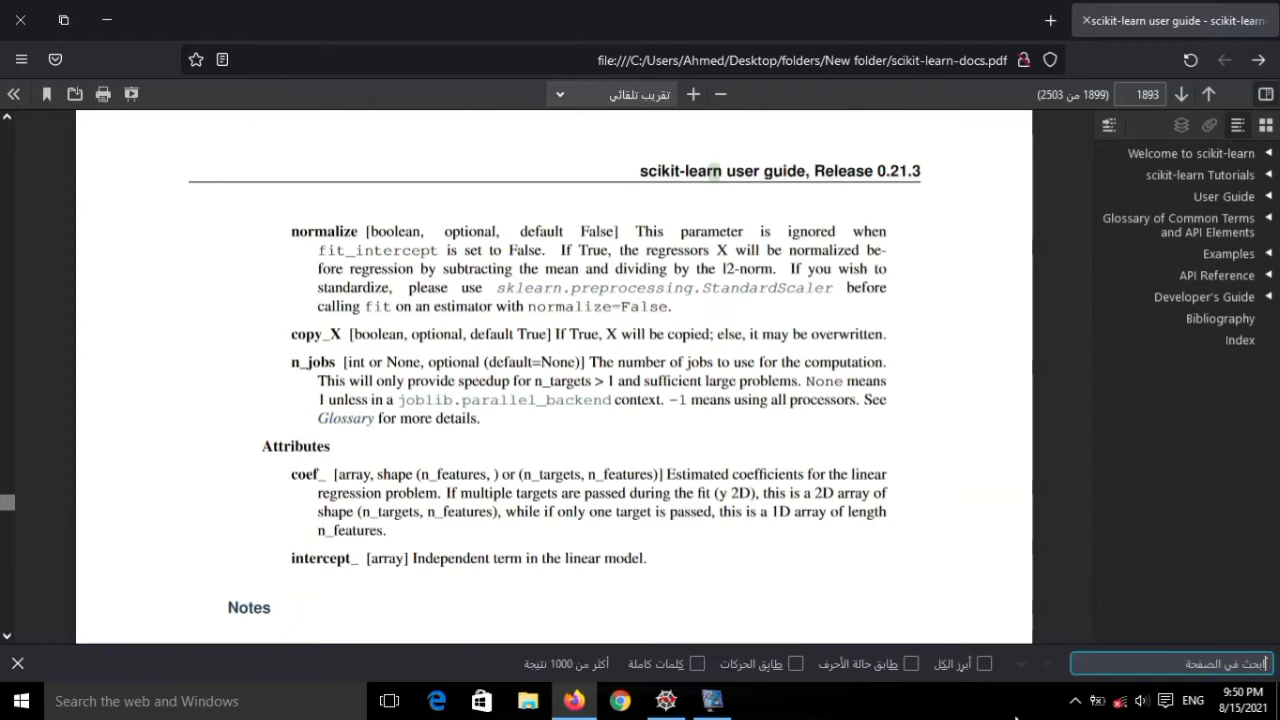 scikit-learn user guide - scikit-learn-
file:///C:/Users/Ahmed/Desktop/folders/New folder/scikit-learn-docs.pdf
تقريب تلقائي
(1899 من 2503)
1893
Welcome to scikit-learn
scikit-learn Tutorials
User Guide
Glossary of Common Terms
and API Elements
Examples
API Reference
Developer's Guide
Bibliography
Index
scikit-learn user guide, Release 0.21.3
normalize [boolean, optional, default False] This parameter is ignored when
fit_intercept is set to False. If True, the regressors X will be normalized be-
fore regression by subtracting the mean and dividing by the l2-norm. If you wish to
standardize, please use sklearn.preprocessing.StandardScaler before
calling fit on an estimator with normalize=False.
copy_X [boolean, optional, default True] If True, X will be copied; else, it may be overwritten.
n_jobs [int or None, optional (default=None)] The number of jobs to use for the computation.
This will only provide speedup for n_targets > 1 and sufficient large problems. None means
1 unless in a joblib.parallel_backend context. -1 means using all processors. See
Glossary for more details.
Attributes
coef_ [array, shape (n_features, ) or (n_targets, n_features)] Estimated coefficients for the linear
regression problem. If multiple targets are passed during the fit (y 2D), this is a 2D array of
shape (n_targets, n_features), while if only one target is passed, this is a 1D array of length
n_features.
intercept_ [array] Independent term in the linear model.
Notes
ابحث في الصفحة
أبرز الكل
طابق حالة الأحرف
طابق الحركات
كلمات كاملة
أكثر من 1000 نتيجة
Search the web and Windows
ENG
9:50 PM
8/15/2021